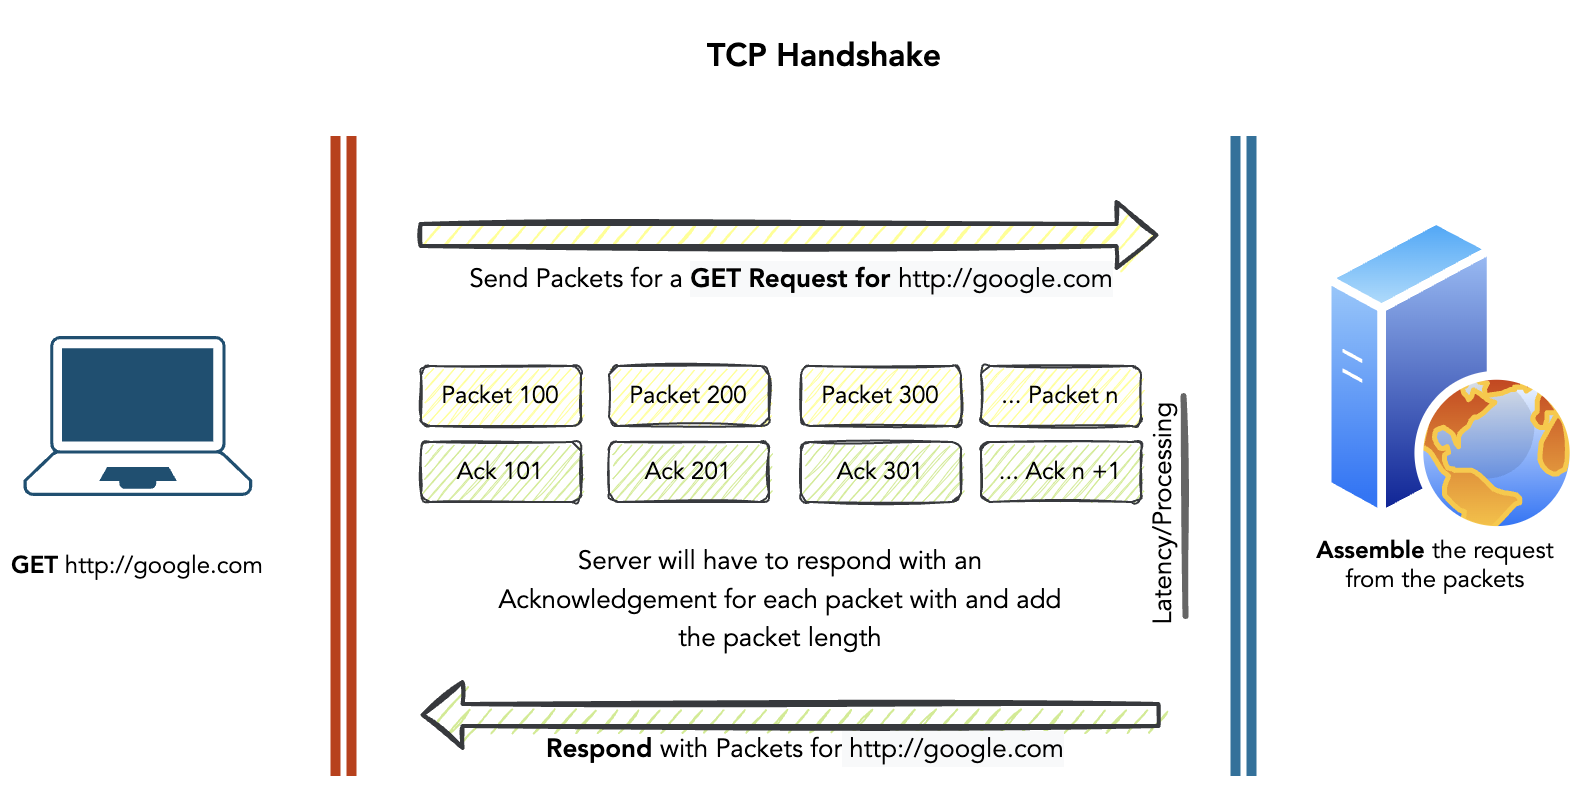 TCP Handshake
Send Packets for a GET Request for http://google.com
Packet 100
Packet 200
Packet 300
... Packet n
Ack 101
Ack 201
Ack 301
... Ack n +1
Latency/Processing
Server will have to respond with an
Acknowledgement for each packet with and add
the packet length
GET http://google.com
Assemble the request
from the packets
Respond with Packets for http://google.com